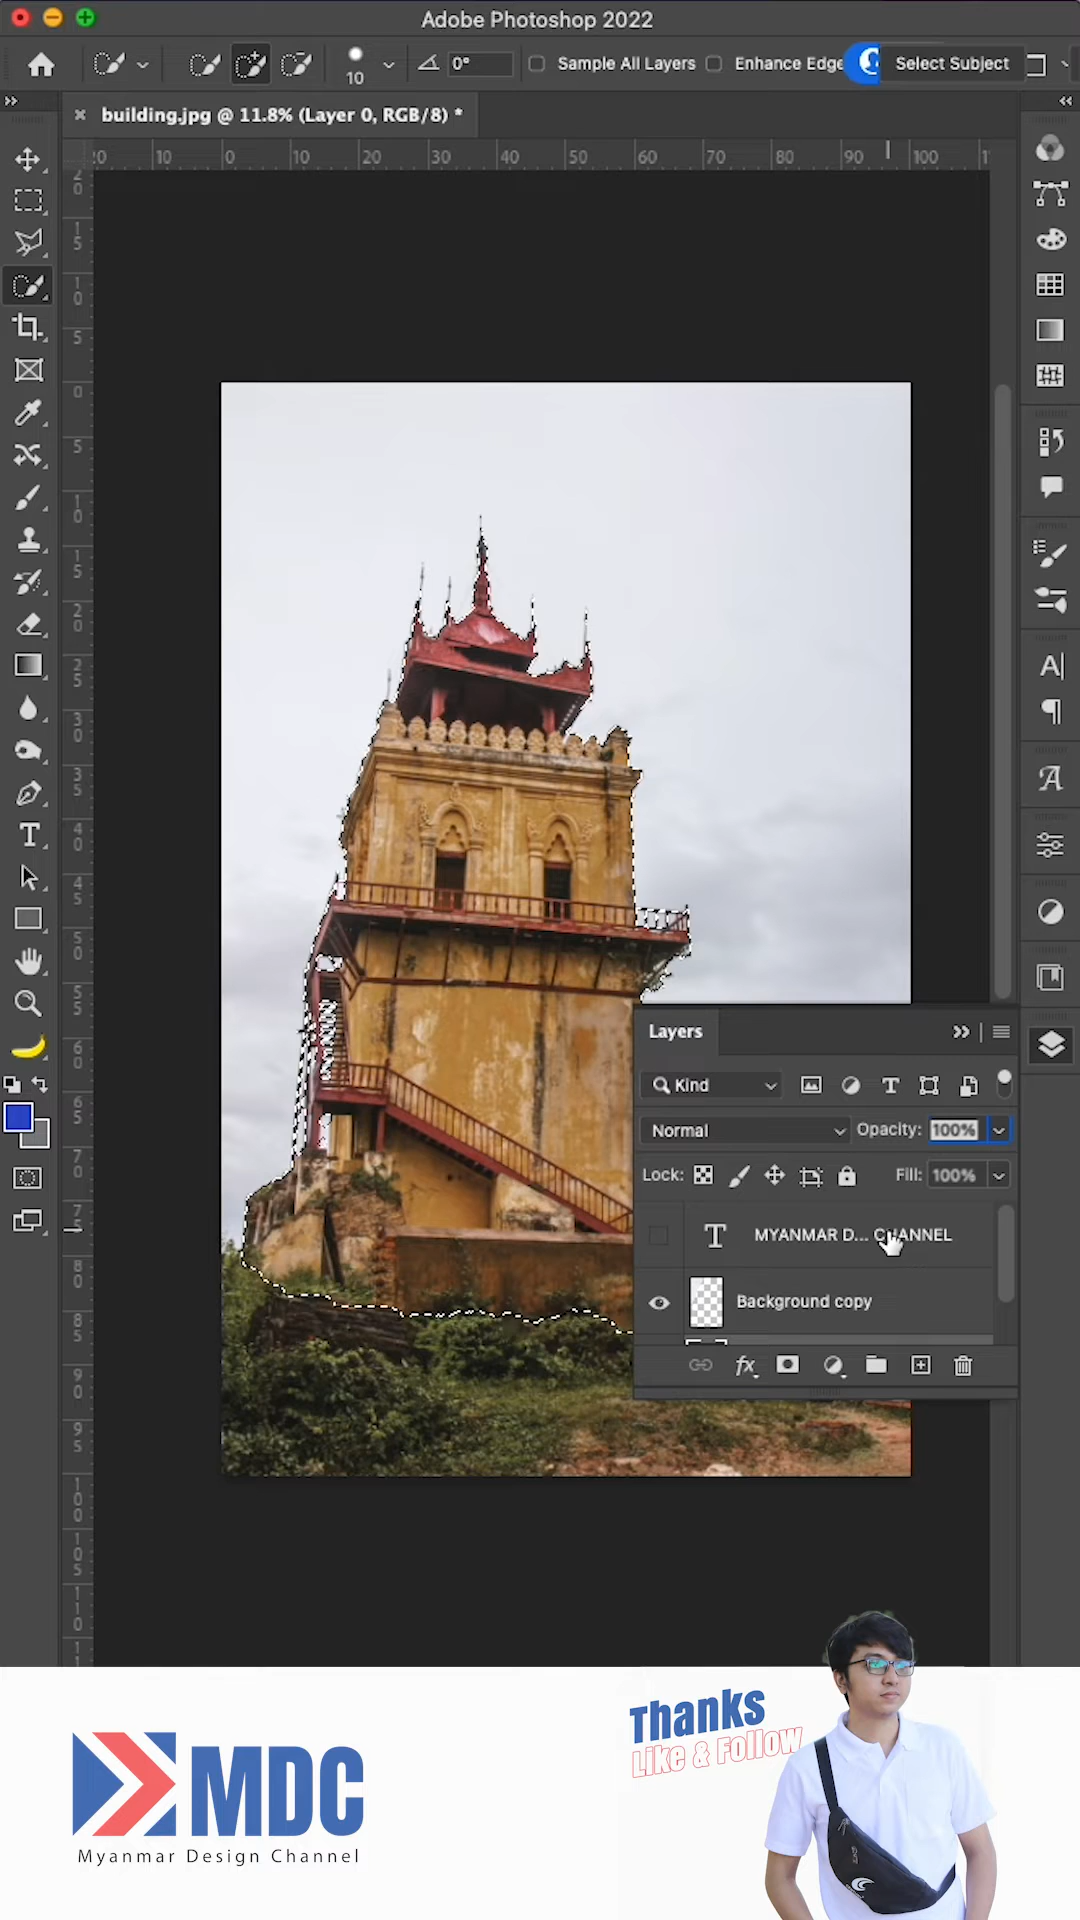 Adobe Photoshop 2022
10
0°
Sample All Layers
Enhance Edge
Select Subject
building.jpg @ 11.8% (Layer 0, RGB/8) *
20 10 0 10 20 30 40 50 60 70 80 90 100
Layers
Kind
Normal
Opacity: 100%
Lock:
Fill: 100%
MYANMAR D... CHANNEL
Background copy
fx
Thanks
Like & Follow
MDC
Myanmar Design Channel